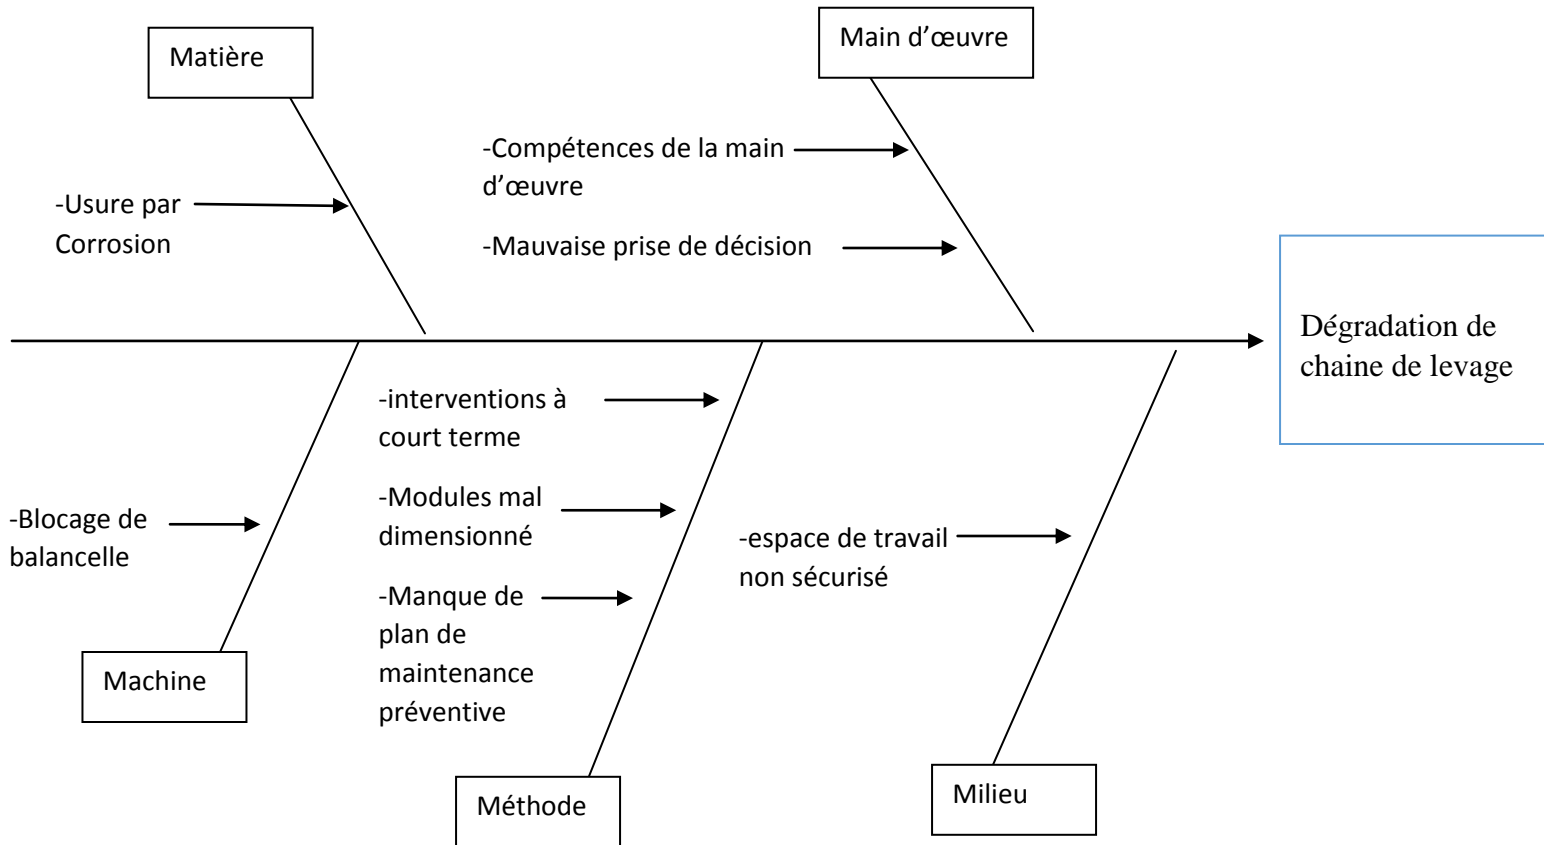 Matière
Main d’œuvre
-Compétences de la main
d’œuvre
-Usure par
Corrosion
-Mauvaise prise de décision
Dégradation de
chaine de levage
-interventions à
court terme
-Modules mal
dimensionné
-Blocage de
balancelle
-espace de travail
non sécurisé
-Manque de
plan de
maintenance
préventive
Machine
Méthode
Milieu